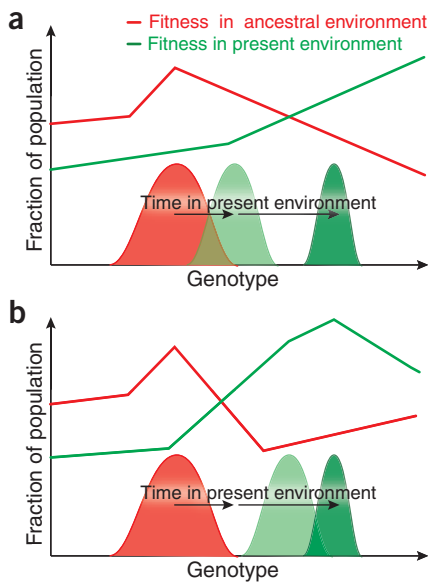 a
Fitness in ancestral environment
Fitness in present environment
Fraction of population
Time in present environment
Genotype
b
Fraction of population
Time in present environment
Genotype